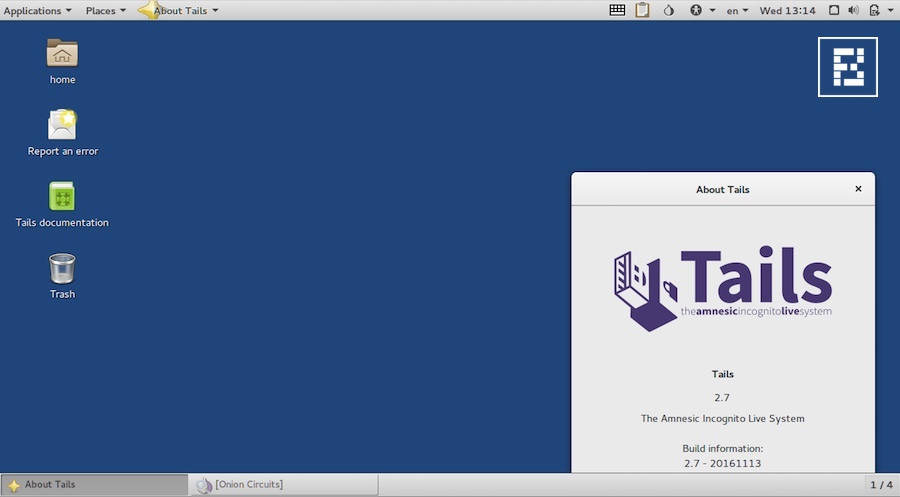 Applications Places About Tails en Wed 13:14
home
Report an error
Tails documentation
Trash
About Tails
Tails
theamnesicincognitolivesystem
Tails
2.7
The Amnesic Incognito Live System
Build information:
2.7 - 20161113
About Tails [Onion Circuits] 1 / 4